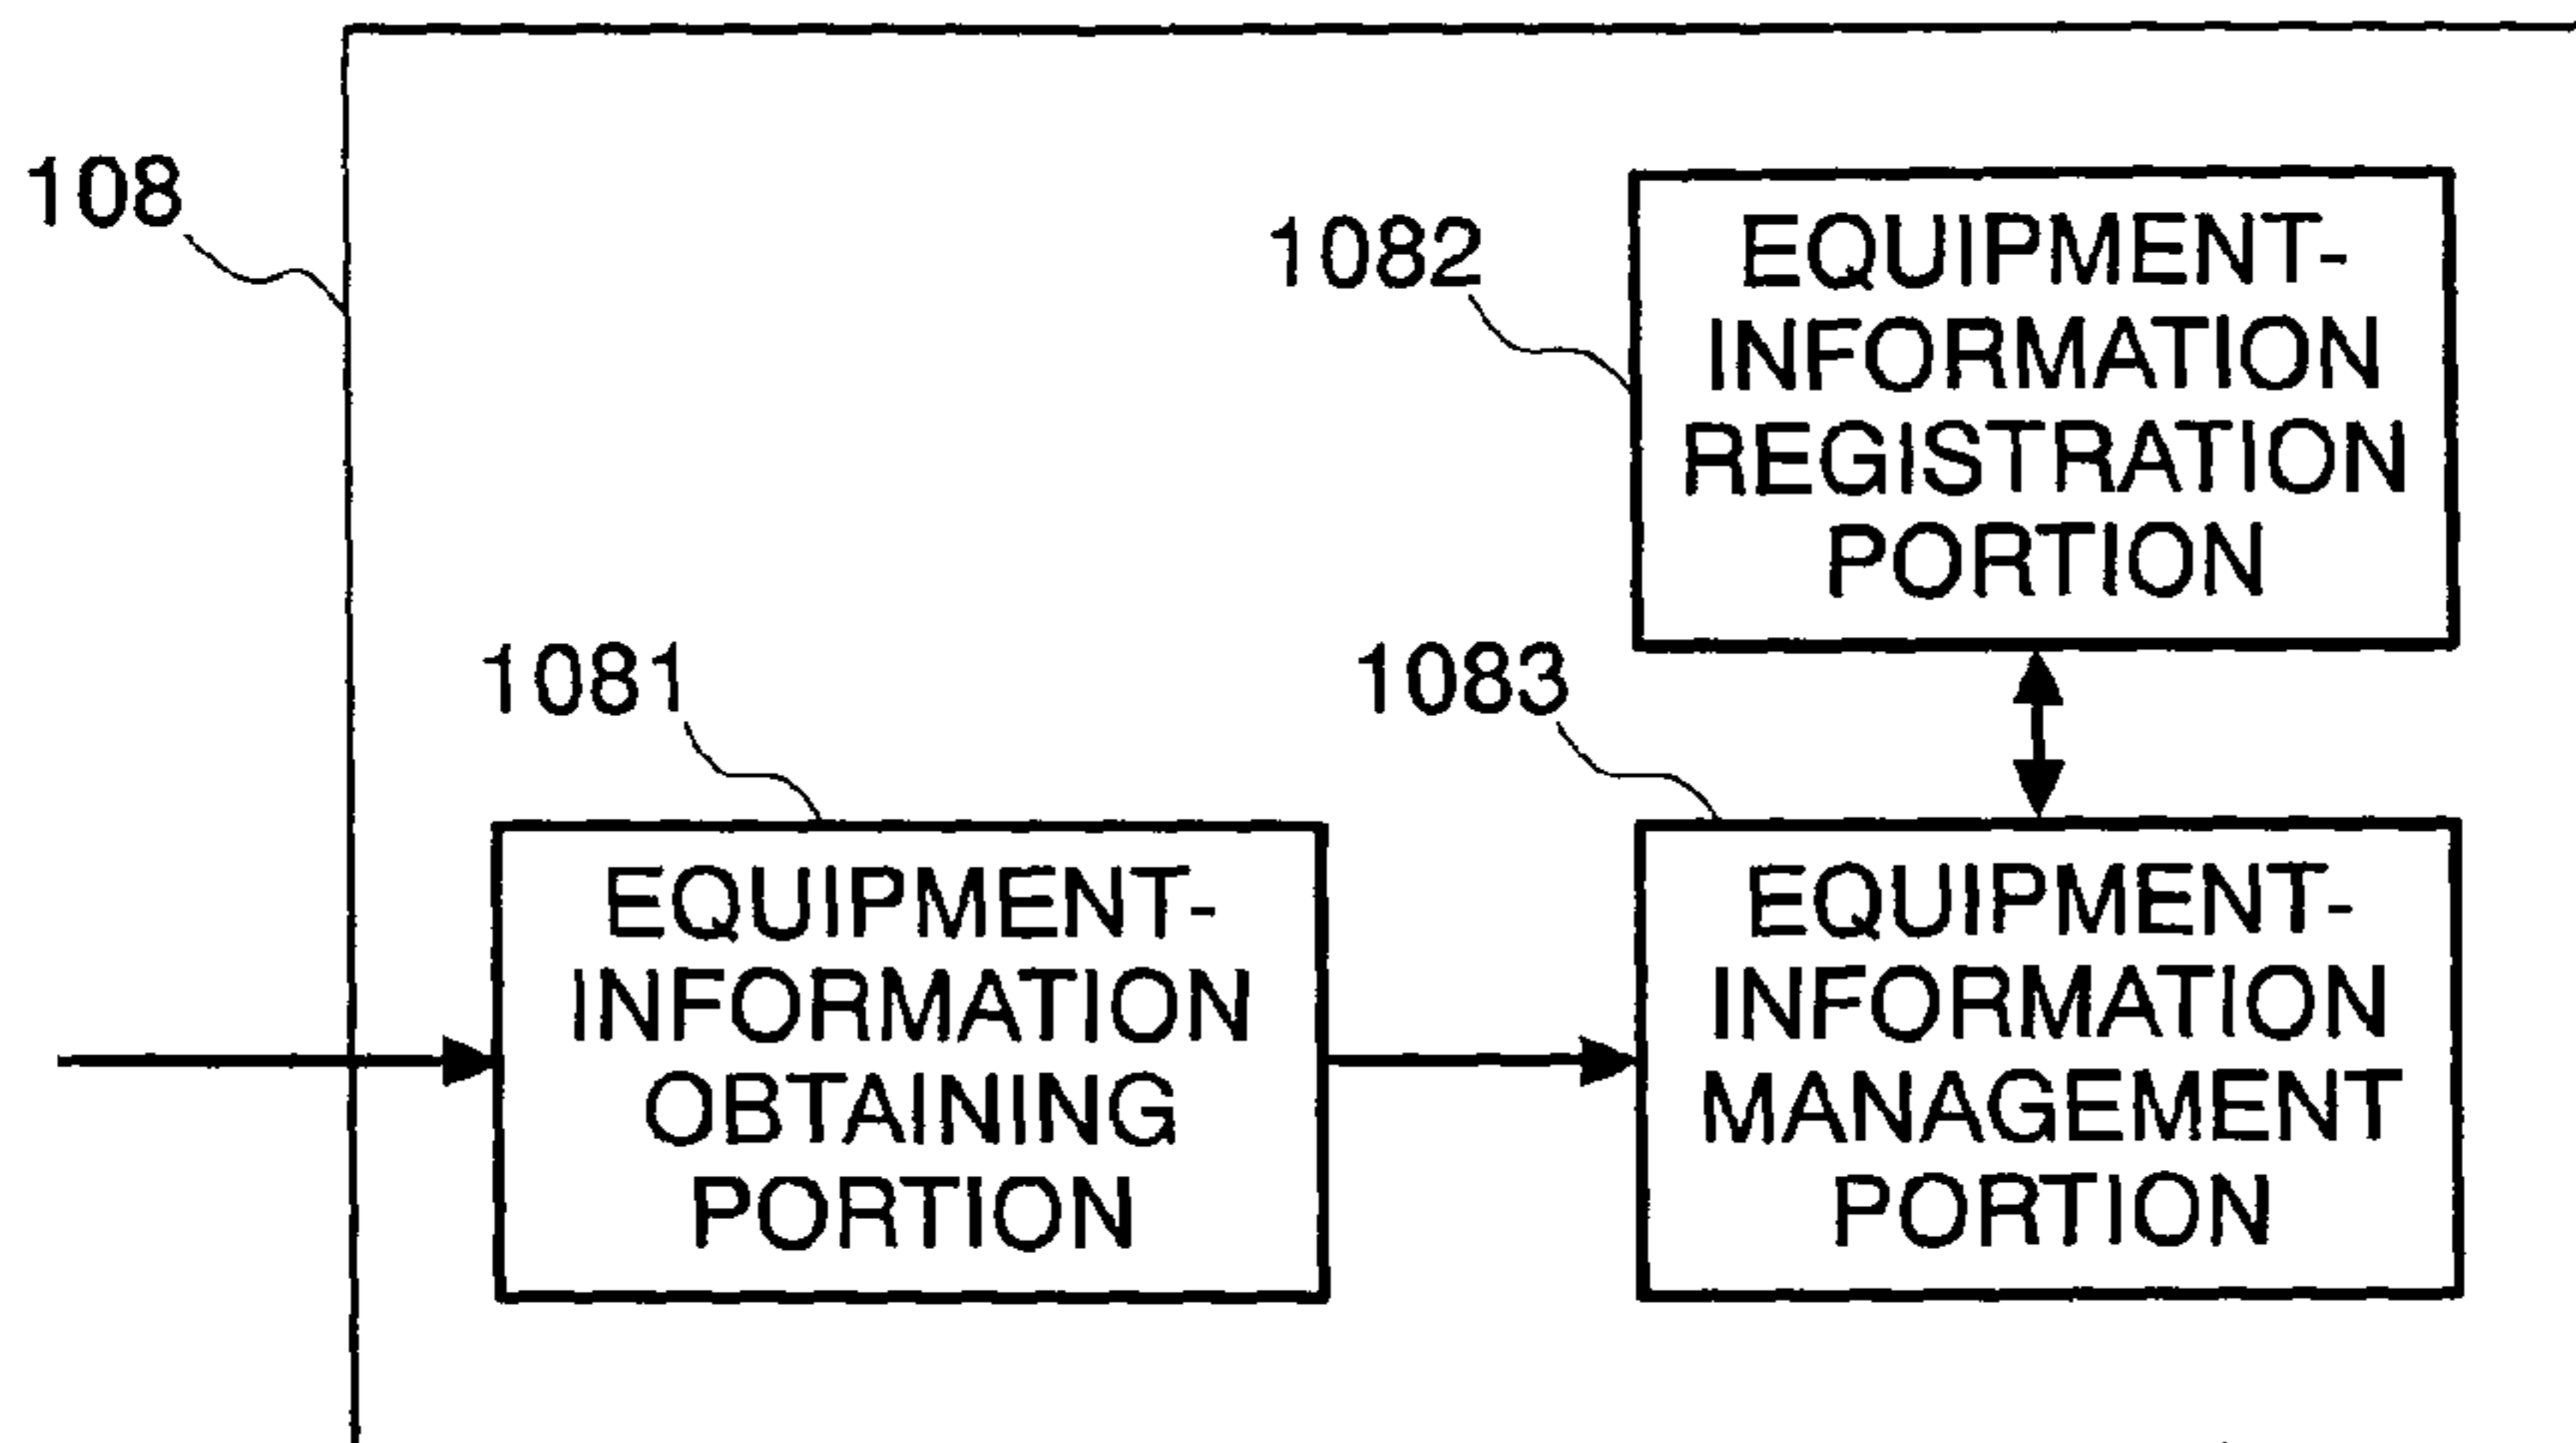 108
1082
EQUIPMENT-
INFORMATION
REGISTRATION
PORTION
1081
EQUIPMENT-
INFORMATION
OBTAINING
PORTION
1083
EQUIPMENT-
INFORMATION
MANAGEMENT
PORTION